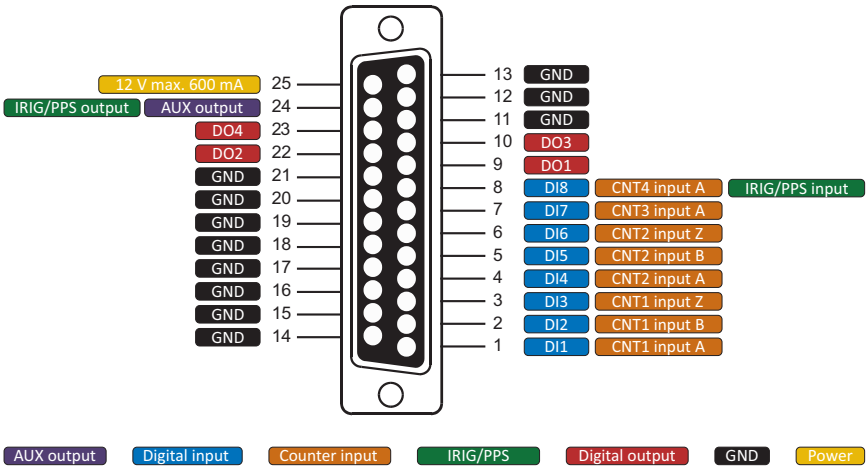 13 GND
12 V max. 600 mA 25
12 GND
IRIG/PPS output AUX output 24
11 GND
DO4 23
10 DO3
DO2 22
9 DO1
GND 21
8 DI8 CNT4 input A IRIG/PPS input
GND 20
7 DI7 CNT3 input A
GND 19
6 DI6 CNT2 input Z
GND 18
5 DI5 CNT2 input B
GND 17
4 DI4 CNT2 input A
GND 16
3 DI3 CNT1 input Z
GND 15
2 DI2 CNT1 input B
GND 14
1 DI1 CNT1 input A
AUX output Digital input Counter input IRIG/PPS Digital output GND Power